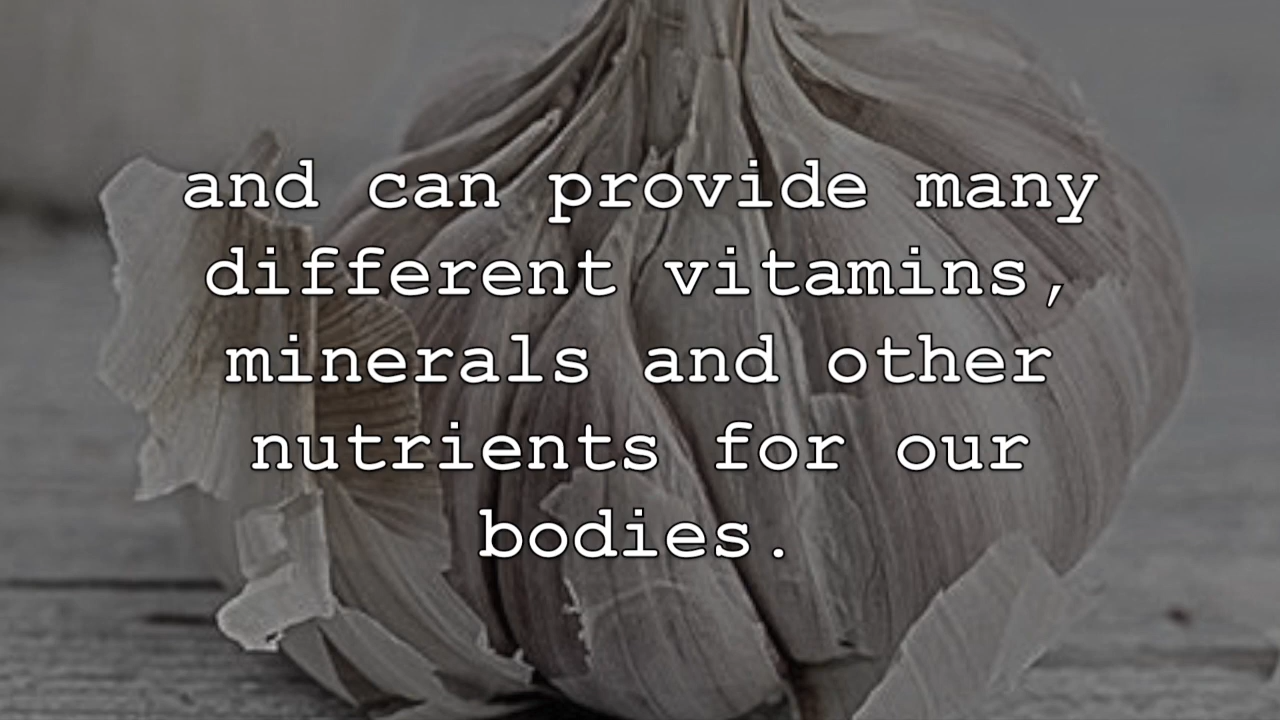 and can provide many
different vitamins,
minerals and other
nutrients for our
bodies.